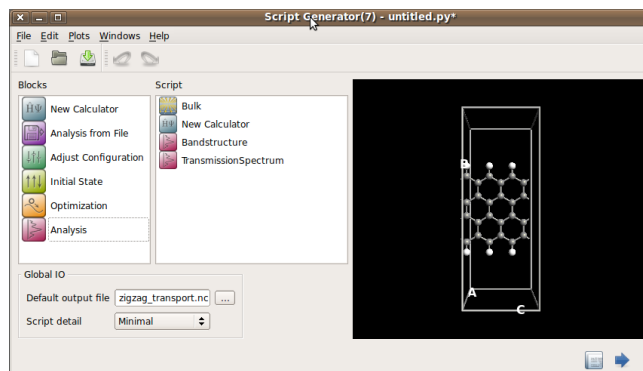 Script Generator(7) - untitled.py*
File Edit Plots Windows Help
Blocks
Script
New Calculator
Analysis from File
Adjust Configuration
Initial State
Optimization
Analysis
Bulk
New Calculator
Bandstructure
TransmissionSpectrum
B
A
C
Global IO
Default output file zigzag_transport.nc ...
Script detail Minimal